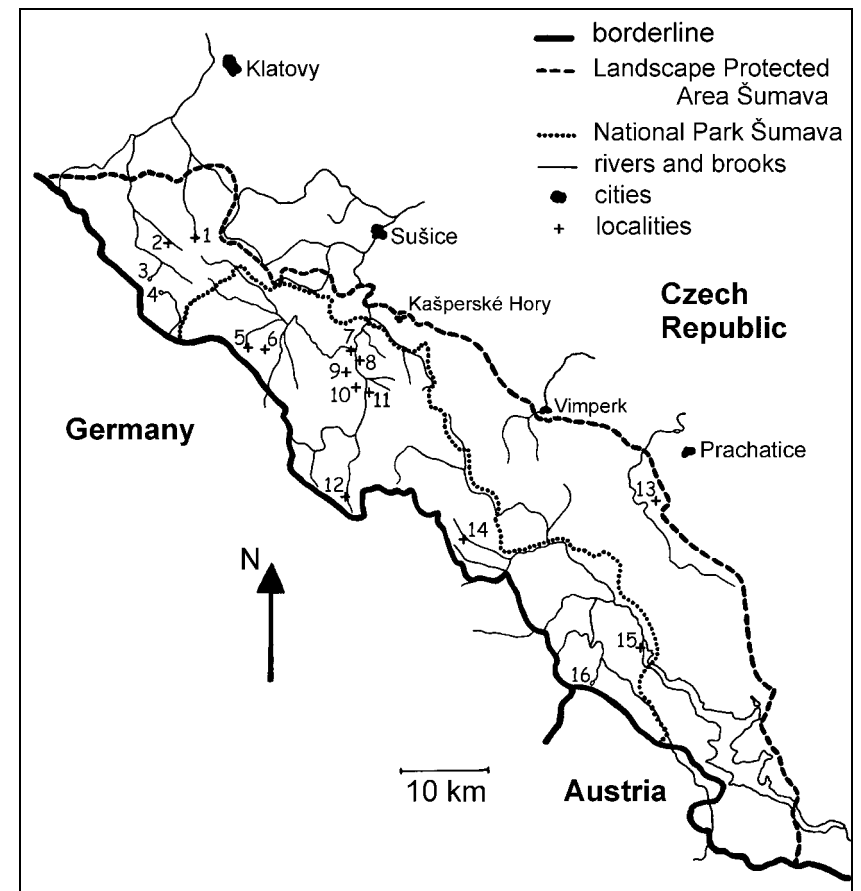 borderline
Klatovy
Landscape Protected
Area Šumava
National Park Šumava
rivers and brooks
cities
localities
1
2
Sušice
3
4
Czech
Republic
Kašperské Hory
5 6
7
8
9
10 11
Vimperk
Germany
Prachatice
12
13
14
N
15
16
10 km
Austria